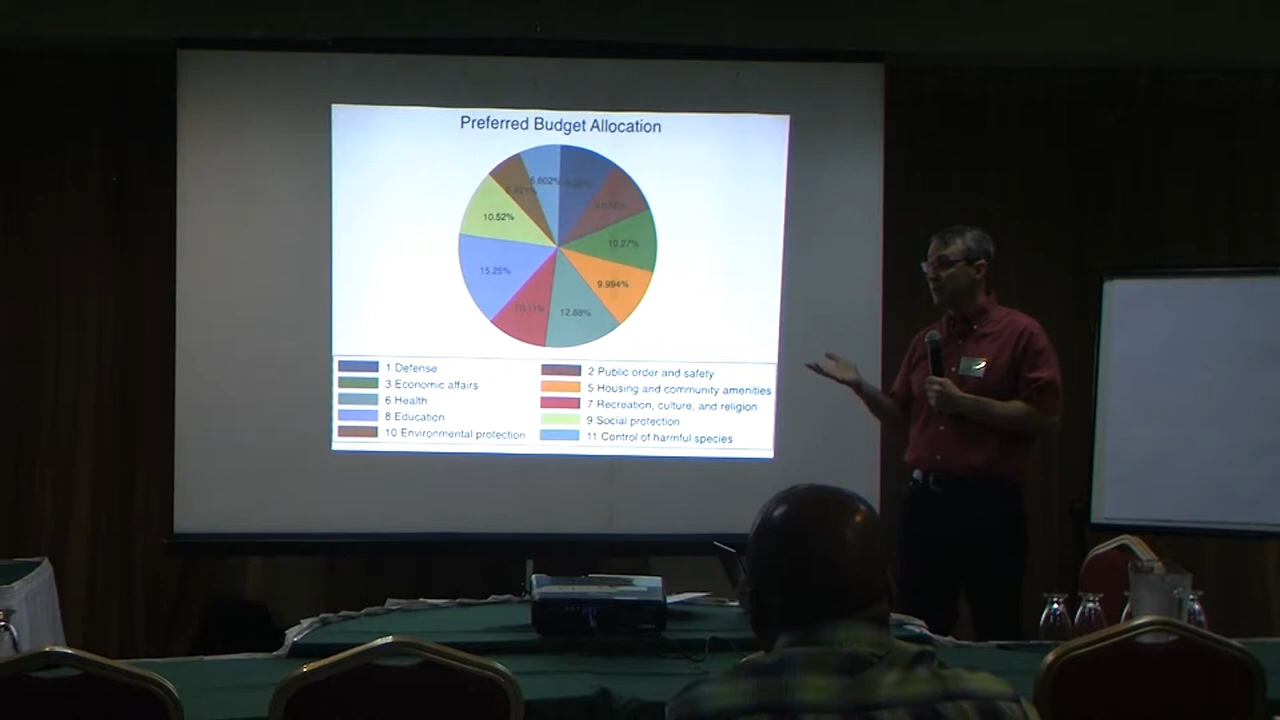 Preferred Budget Allocation
6.602%
10.52%
10.27%
15.25%
9.994%
10.11%
12.88%
1 Defense
2 Public order and safety
3 Economic affairs
5 Housing and community amenities
6 Health
7 Recreation, culture, and religion
8 Education
9 Social protection
10 Environmental protection
11 Control of harmful species